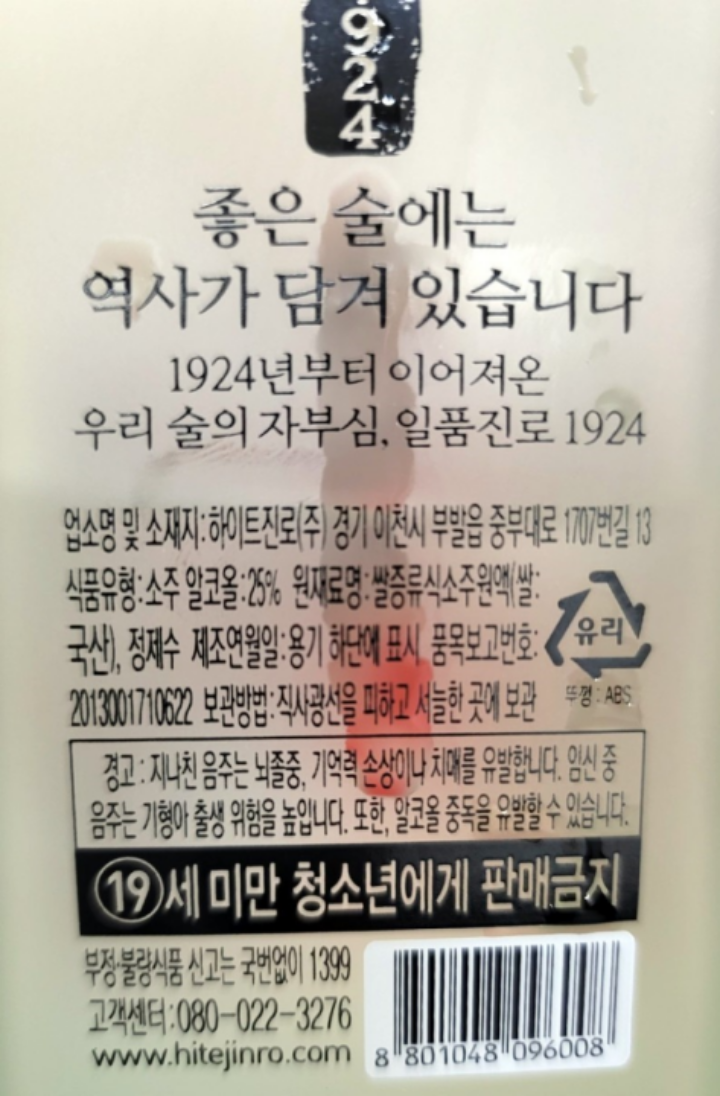 924
좋은 술에는
역사가 담겨 있습니다
1924년부터 이어져온
우리 술의 자부심, 일품진로 1924
업소명 및 소재지:하이트진로(주) 경기 이천시 부발읍 중부대로 1707번길 13
식품유형:소주 알코올:25% 원재료명:쌀증류식소주원액(쌀:
국산), 정제수 제조연월일:용기 하단에 표시 품목보고번호:
2013001710622 보관방법:직사광선을 피하고 서늘한 곳에 보관
유리
뚜껑:ABS
경고 : 지나친 음주는 뇌졸중, 기억력 손상이나 치매를 유발합니다. 임신 중
음주는 기형아 출생 위험을 높입니다. 또한, 알코올 중독을 유발할 수 있습니다.
19세 미만 청소년에게 판매금지
부정·불량식품 신고는 국번없이 1399
고객센터:080-022-3276
www.hitejinro.com
8 801048 096008